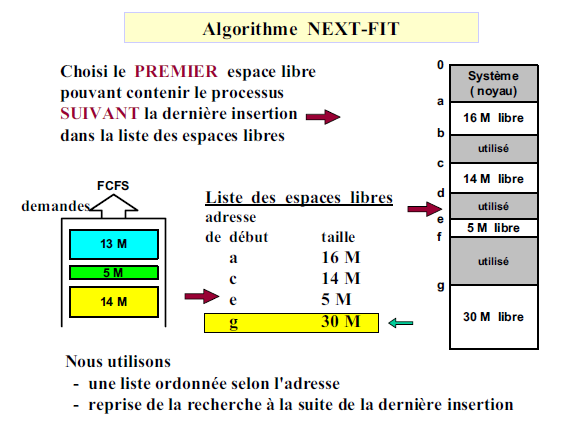 Algorithme NEXT-FIT
Choisi le PREMIER espace libre
pouvant contenir le processus
SUIVANT la dernière insertion
dans la liste des espaces libres
0
Système
( noyau)
a
16 M libre
b
utilisé
c
14 M libre
d
utilisé
e
5 M libre
f
utilisé
g
30 M libre
FCFS
demandes
13 M
5 M
14 M
Liste des espaces libres
adresse
de début taille
a 16 M
c 14 M
e 5 M
g 30 M
Nous utilisons
- une liste ordonnée selon l'adresse
- reprise de la recherche à la suite de la dernière insertion